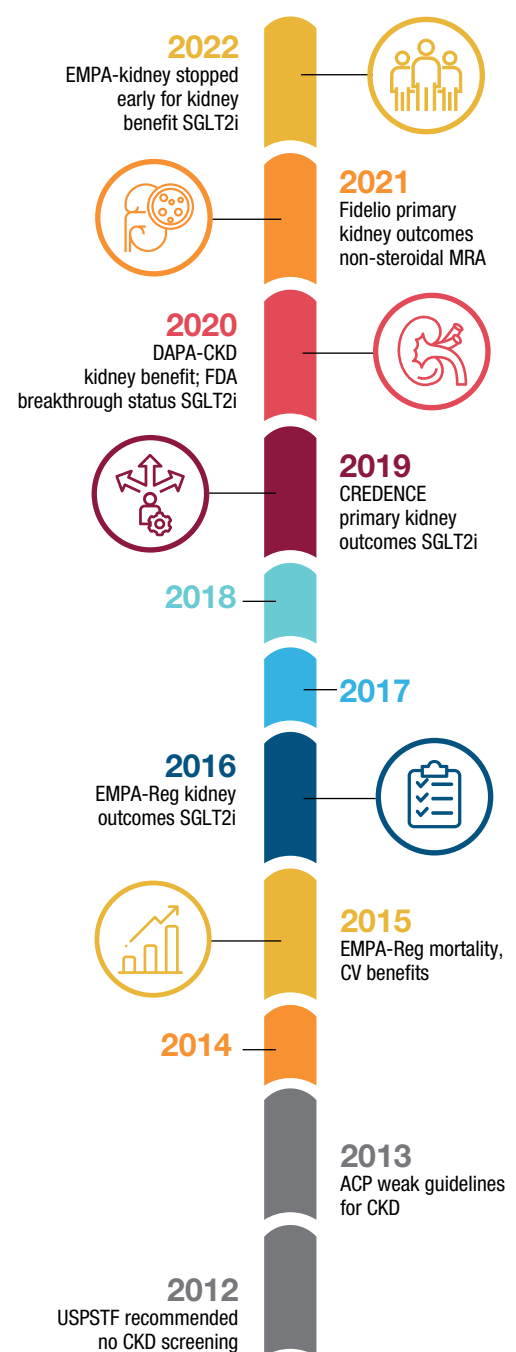 2022
EMPA-kidney stopped
early for kidney
benefit SGLT2i
2021
Fidelio primary
kidney outcomes
non-steroidal MRA
2020
DAPA-CKD
kidney benefit; FDA
breakthrough status SGLT2i
2019
CREDENCE
primary kidney
outcomes SGLT2i
2018
2017
2016
EMPA-Reg kidney
outcomes SGLT2i
2015
EMPA-Reg mortality,
CV benefits
2014
2013
ACP weak guidelines
for CKD
2012
USPSTF recommended
no CKD screening